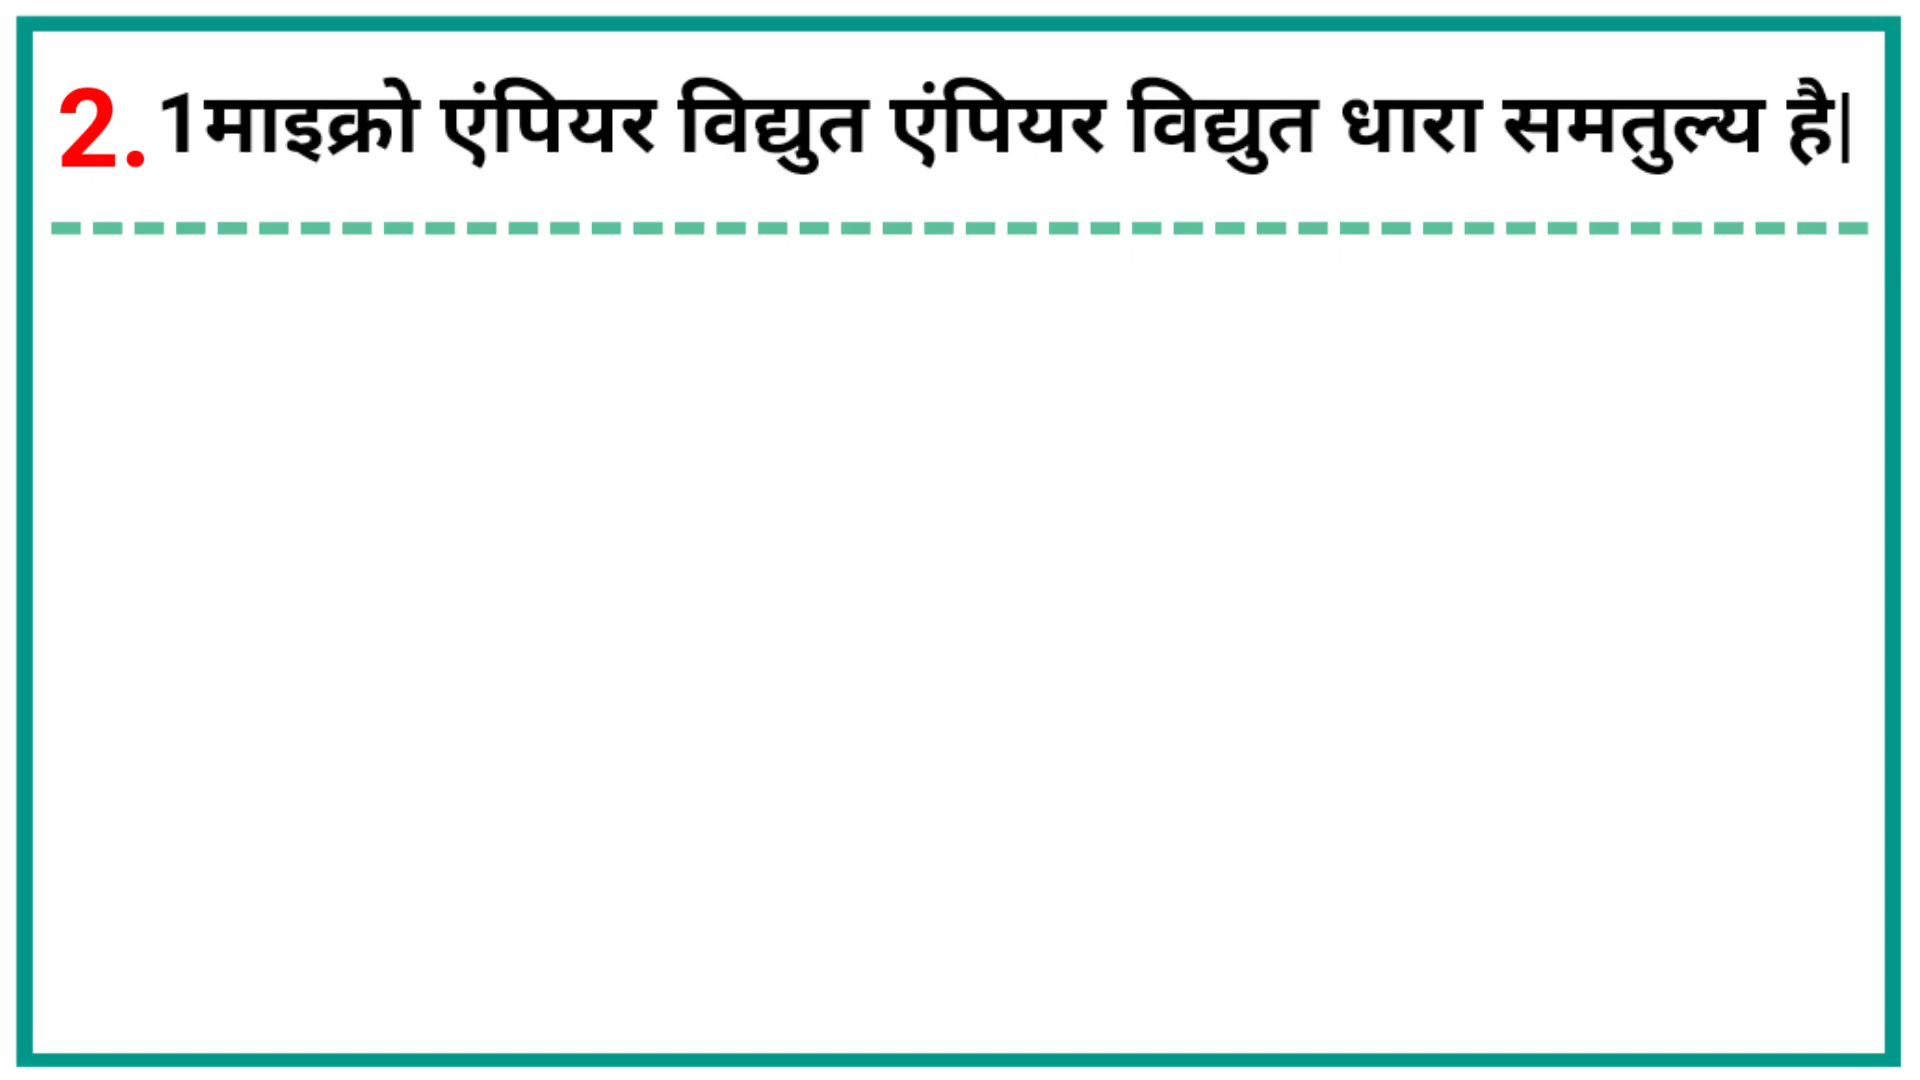 2. 1माइक्रो एंपियर विद्युत एंपियर विद्युत धारा समतुल्य है|